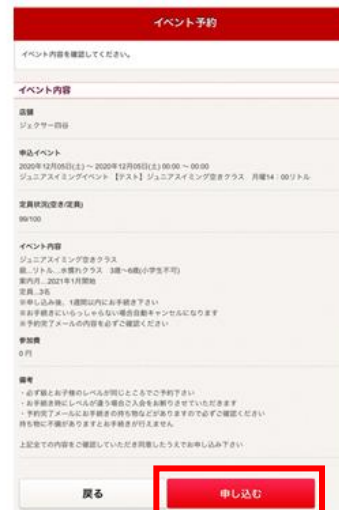 イベント予約
イベント内容を確認してください。
イベント内容
店舗
ジェクサー四谷
申込イベント
2020年12月05日(土) ~ 2020年12月05日(土) 00:00 ~ 00:00
ジュニアスイミングイベント 【テスト】ジュニアスイミング空きクラス 月曜14：00リトル
定員状況(空き/定員)
99/100
イベント内容
ジュニアスイミング空きクラス
級…リトル…水慣れクラス 3歳~6歳(小学生不可)
案内月…2021年1月開始
定員…3名
※申し込み後、1週間以内にお手続き下さい
※お手続きにいらっしゃらない場合自動キャンセルになります
※予約完了メールの内容を必ずご確認ください
参加費
0 円
備考
・必ず級とお子様のレベルが同じところでご予約下さい
・お手続き時にレベルが違う場合ご入会をお断りさせていただきます
・予約完了メールにお手続きの持ち物などがありますので必ずご確認ください
持ち物に不備がありますとお手続きが行えません
上記全ての内容をご確認していただき同意したうえでお申し込み下さい
戻る
申し込む